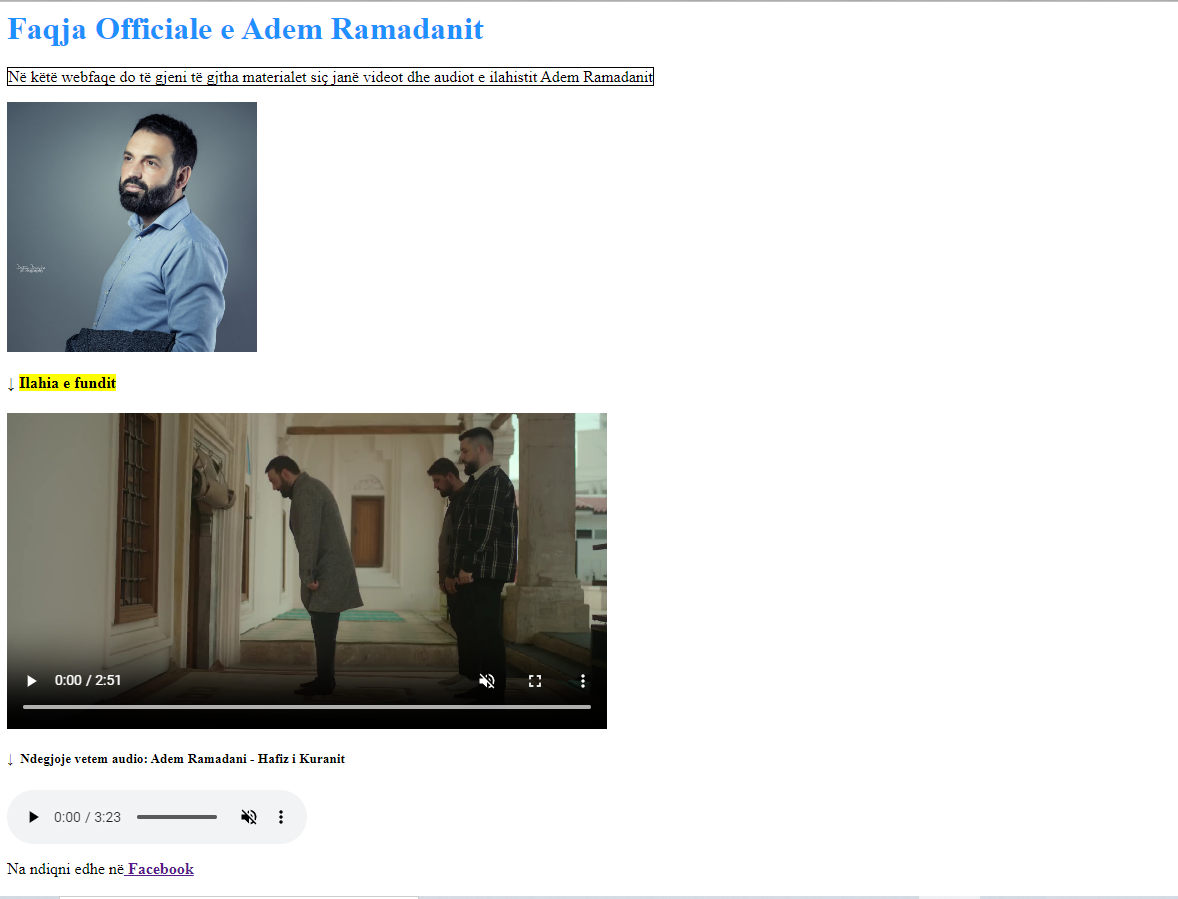 Faqja Officiale e Adem Ramadanit
Në këtë webfaqe do të gjeni të gjtha materialet siç janë videot dhe audiot e ilahistit Adem Ramadanit
↓ Ilahia e fundit
0:00 / 2:51
↓ Ndegjoje vetem audio: Adem Ramadani - Hafiz i Kuranit
0:00 / 3:23
Na ndiqni edhe në Facebook